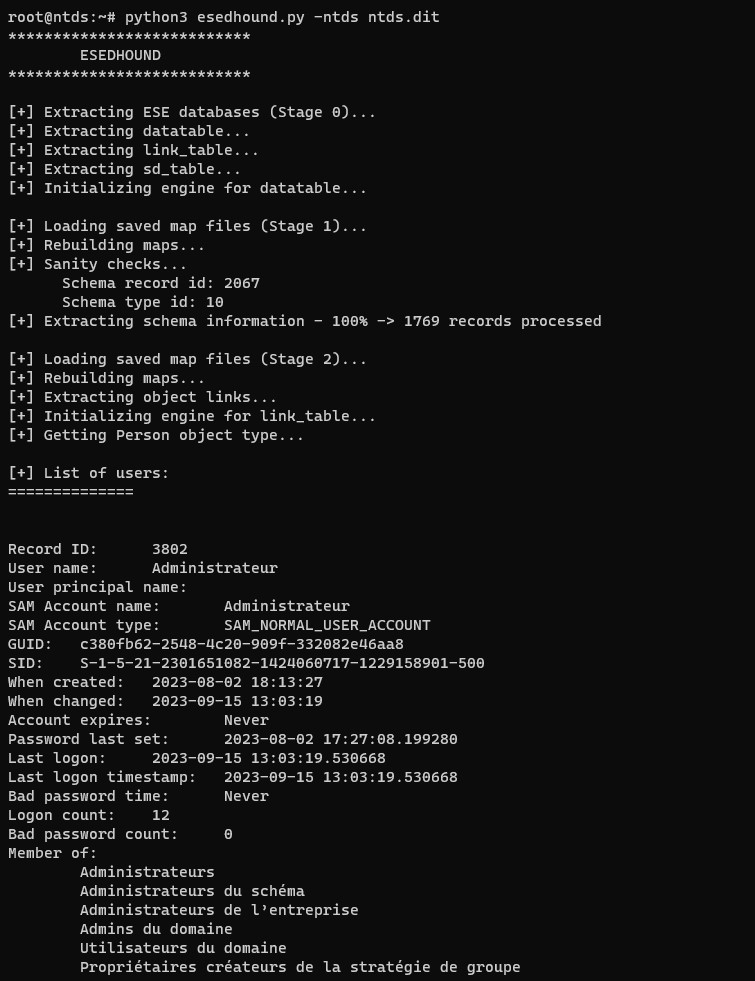 root@ntds:~# python3 esedhound.py -ntds ntds.dit
***************************
ESEDHOUND
***************************
[+] Extracting ESE databases (Stage 0)...
[+] Extracting datatable...
[+] Extracting link_table...
[+] Extracting sd_table...
[+] Initializing engine for datatable...
[+] Loading saved map files (Stage 1)...
[+] Rebuilding maps...
[+] Sanity checks...
Schema record id: 2067
Schema type id: 10
[+] Extracting schema information - 100% -> 1769 records processed
[+] Loading saved map files (Stage 2)...
[+] Rebuilding maps...
[+] Extracting object links...
[+] Initializing engine for link_table...
[+] Getting Person object type...
[+] List of users:
==============
Record ID: 3802
User name: Administrateur
User principal name:
SAM Account name: Administrateur
SAM Account type: SAM_NORMAL_USER_ACCOUNT
GUID: c380fb62-2548-4c20-909f-332082e46aa8
SID: S-1-5-21-2301651082-1424060717-1229158901-500
When created: 2023-08-02 18:13:27
When changed: 2023-09-15 13:03:19
Account expires: Never
Password last set: 2023-08-02 17:27:08.199280
Last logon: 2023-09-15 13:03:19.530668
Last logon timestamp: 2023-09-15 13:03:19.530668
Bad password time: Never
Logon count: 12
Bad password count: 0
Member of:
Administrateurs
Administrateurs du schéma
Administrateurs de l’entreprise
Admins du domaine
Utilisateurs du domaine
Propriétaires créateurs de la stratégie de groupe